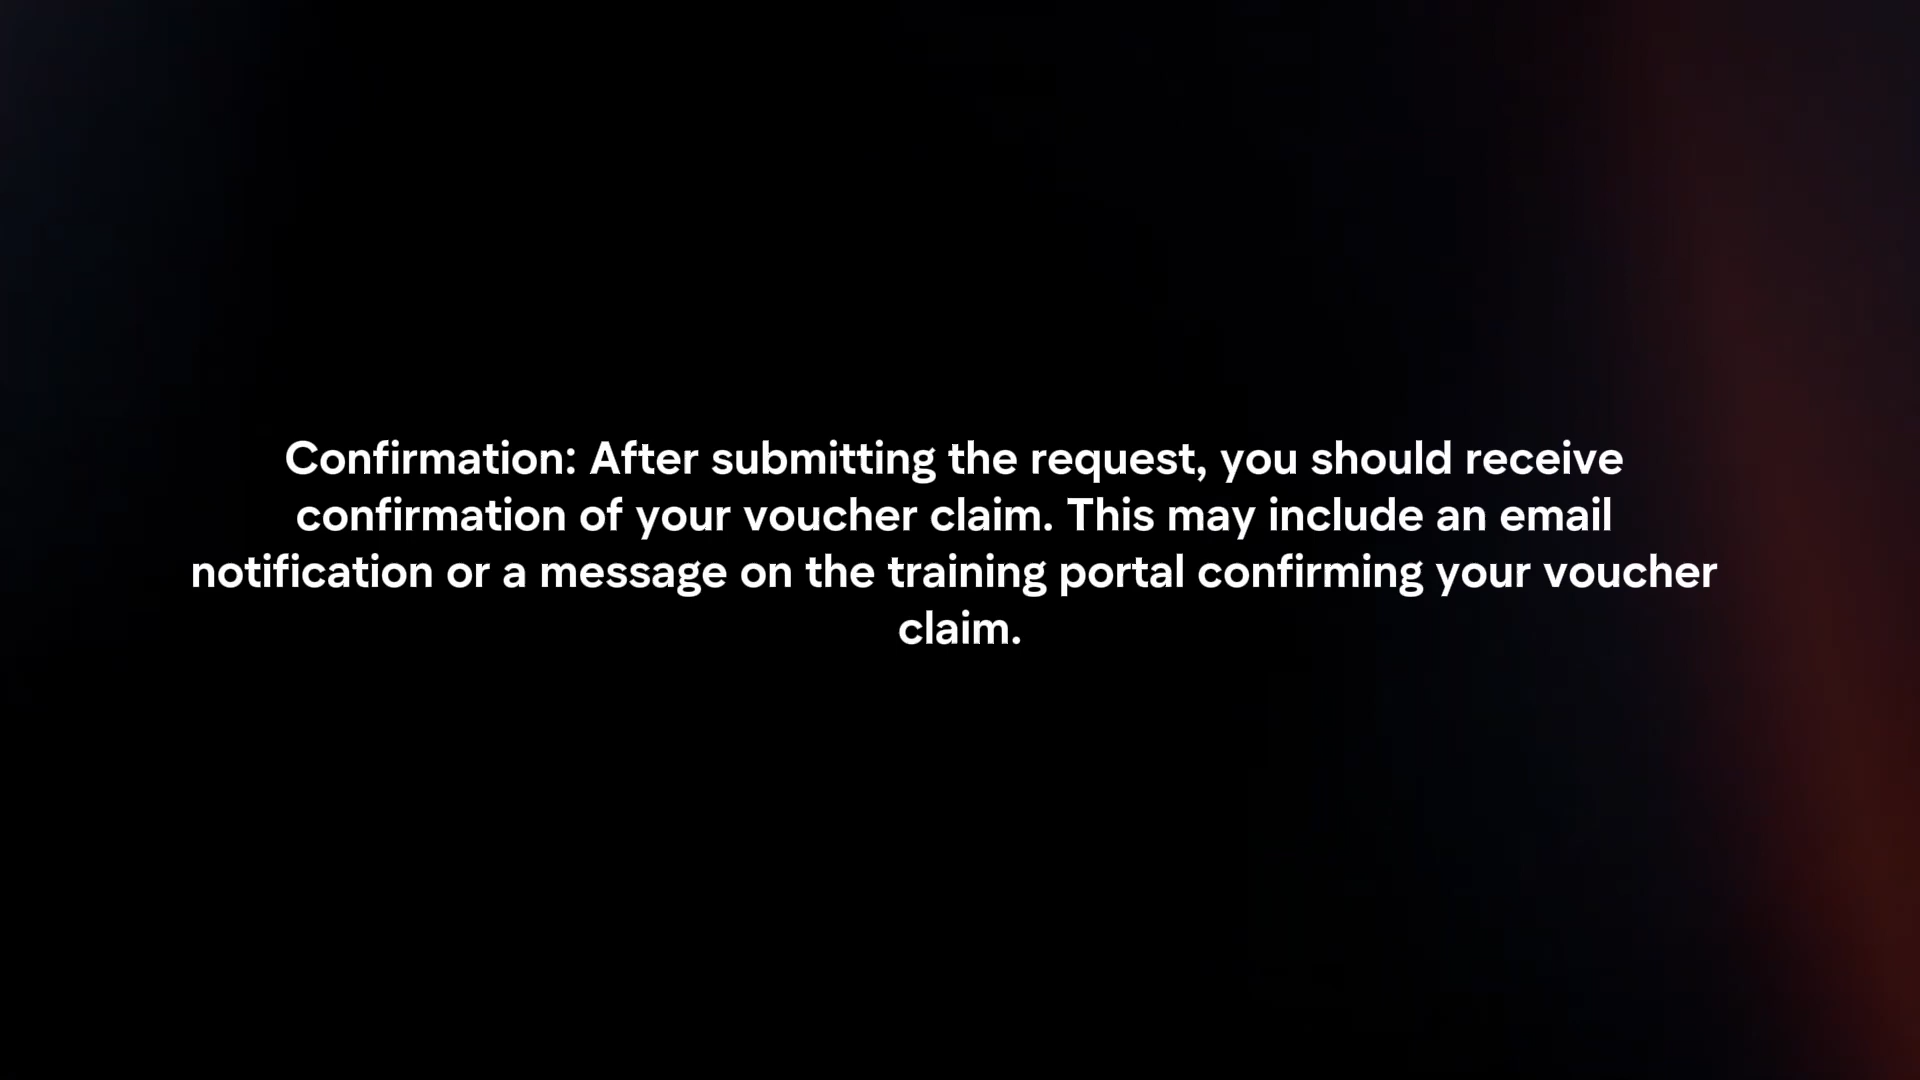 Confirmation: After submitting the request, you should receive
confirmation of your voucher claim. This may include an email
notification or a message on the training portal confirming your voucher
claim.